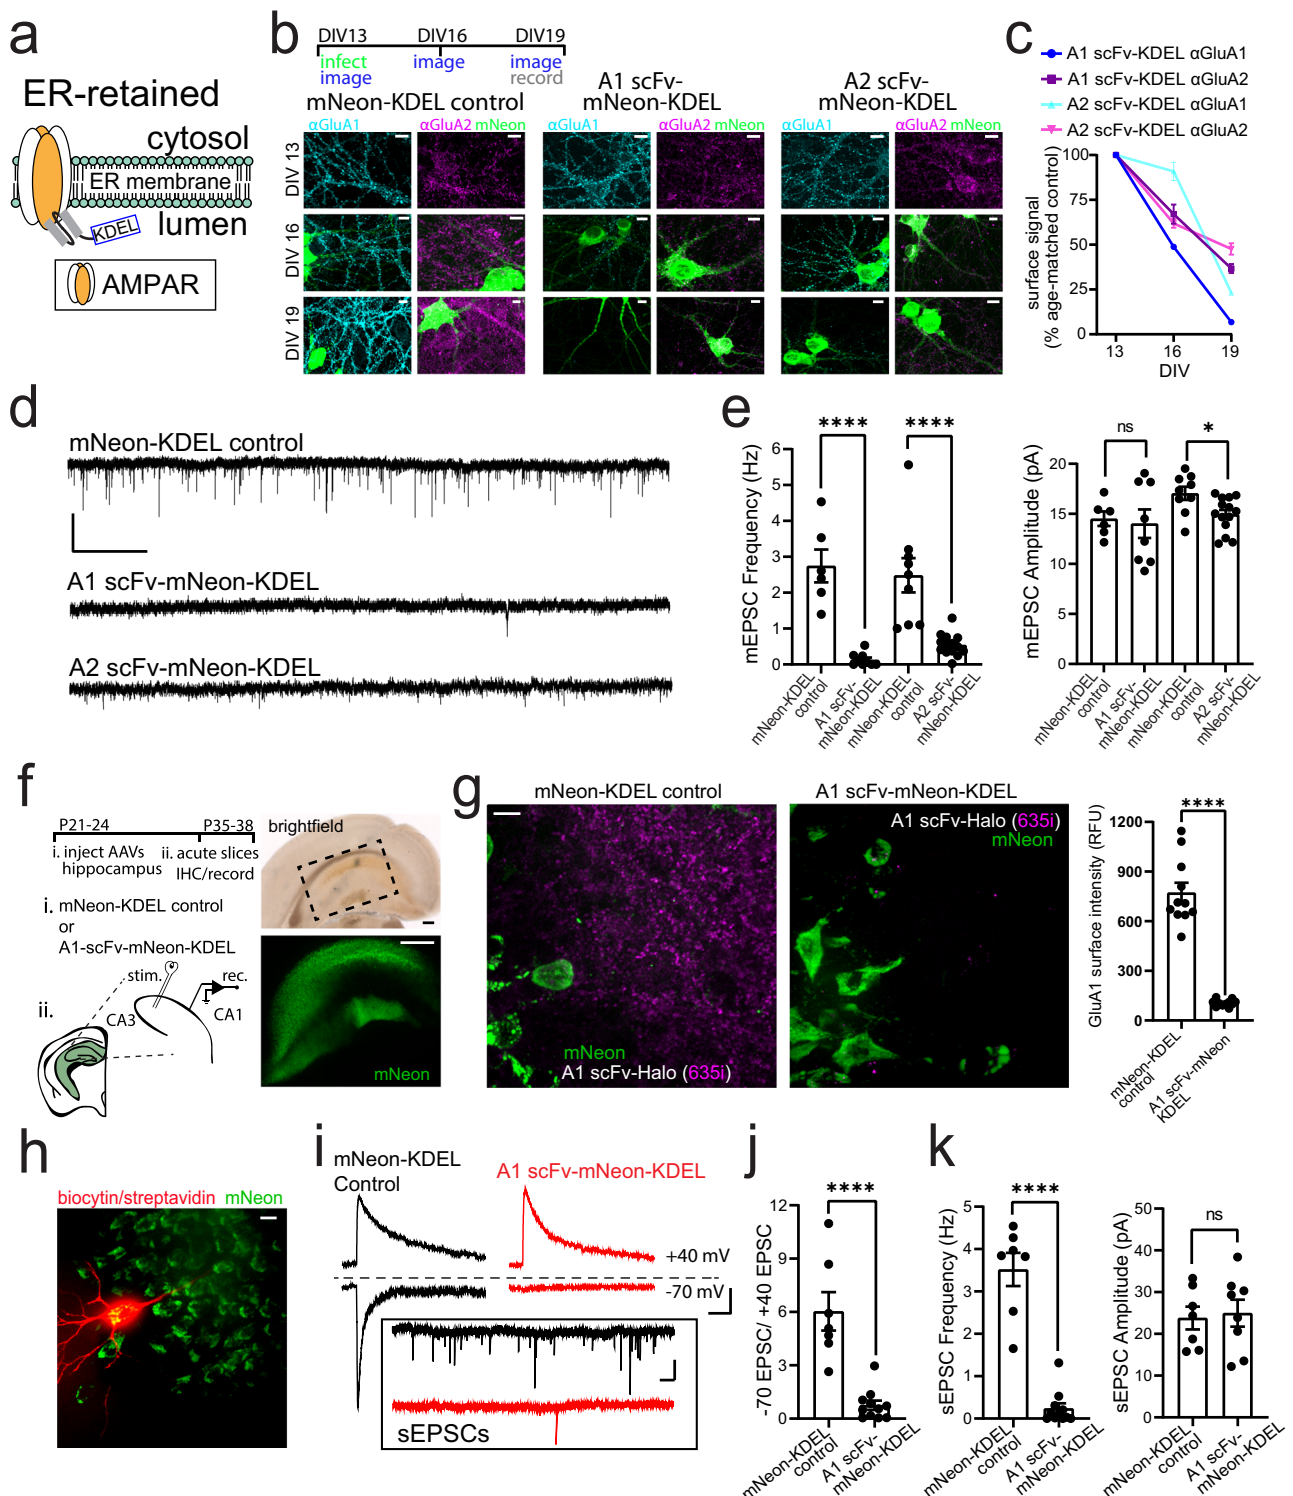 a
ER-retained
cytosol
ER membrane
lumen
KDEL
AMPAR
b
DIV13 DIV16 DIV19
infect image image
image record
mNeon-KDEL control
A1 scFv-
mNeon-KDEL
A2 scFv-
mNeon-KDEL
αGluA1 αGluA2 mNeon αGluA1 αGluA2 mNeon αGluA1 αGluA2 mNeon
DIV 13
DIV 16
DIV 19
c
A1 scFv-KDEL αGluA1
A1 scFv-KDEL αGluA2
A2 scFv-KDEL αGluA1
A2 scFv-KDEL αGluA2
surface signal
(% age-matched control)
100
75
50
25
0
13 16 19
DIV
d
mNeon-KDEL control
A1 scFv-mNeon-KDEL
A2 scFv-mNeon-KDEL
e
mEPSC Frequency (Hz)
6
5
4
3
2
1
0
**** ****
mNeon-KDEL
control
A1 scFv-
mNeon-KDEL
mNeon-KDEL
control
A2 scFv-
mNeon-KDEL
mEPSC Amplitude (pA)
20
15
10
5
0
ns *
mNeon-KDEL
control
A1 scFv-
mNeon-KDEL
mNeon-KDEL
control
A2 scFv-
mNeon-KDEL
f
P21-24 P35-38
i. inject AAVs ii. acute slices
hippocampus IHC/record
i. mNeon-KDEL control
or
A1-scFv-mNeon-KDEL
stim. rec.
ii. CA3 CA1
brightfield
mNeon
g
mNeon-KDEL control
mNeon
A1 scFv-Halo (635i)
A1 scFv-mNeon-KDEL
A1 scFv-Halo (635i)
mNeon
GluA1 surface intensity (RFU)
1200
900
600
300
0
****
mNeon-KDEL
control
A1 scFv-mNeon
KDEL
h
biocytin/streptavidin mNeon
i
mNeon-KDEL
Control
A1 scFv-mNeon-KDEL
+40 mV
-70 mV
sEPSCs
j
-70 EPSC/ +40 EPSC
12
9
6
3
0
****
mNeon-KDEL
control
A1 scFv-
mNeon-KDEL
k
sEPSC Frequency (Hz)
5
4
3
2
1
0
****
mNeon-KDEL
control
A1 scFv-
mNeon-KDEL
sEPSC Amplitude (pA)
50
40
30
20
10
0
ns
mNeon-KDEL
control
A1 scFv-
mNeon-KDEL